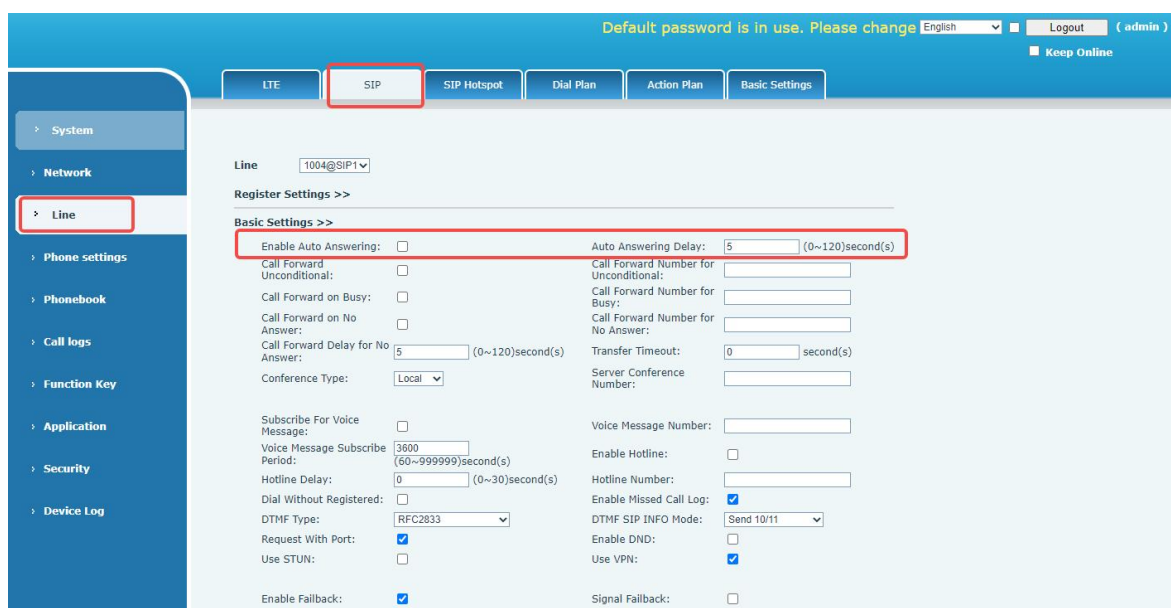 Default password is in use. Please change English Logout ( admin )
Keep Online
LTE SIP SIP Hotspot Dial Plan Action Plan Basic Settings
› System
› Network
› Line
› Phone settings
› Phonebook
› Call logs
› Function Key
› Application
› Security
› Device Log
Line 1004@SIP1
Register Settings >>
Basic Settings >>
Enable Auto Answering: Auto Answering Delay: 5 (0~120)second(s)
Call Forward Unconditional: Call Forward Number for Unconditional:
Call Forward on Busy: Call Forward Number for Busy:
Call Forward on No Answer: Call Forward Number for No Answer:
Call Forward Delay for No Answer: 5 (0~120)second(s) Transfer Timeout: 0 second(s)
Conference Type: Local Server Conference Number:
Subscribe For Voice Message: Voice Message Number:
Voice Message Subscribe Period: 3600 (60~999999)second(s) Enable Hotline:
Hotline Delay: 0 (0~30)second(s) Hotline Number:
Dial Without Registered: Enable Missed Call Log:
DTMF Type: RFC2833 DTMF SIP INFO Mode: Send 10/11
Request With Port: Enable DND:
Use STUN: Use VPN:
Enable Failback: Signal Failback: